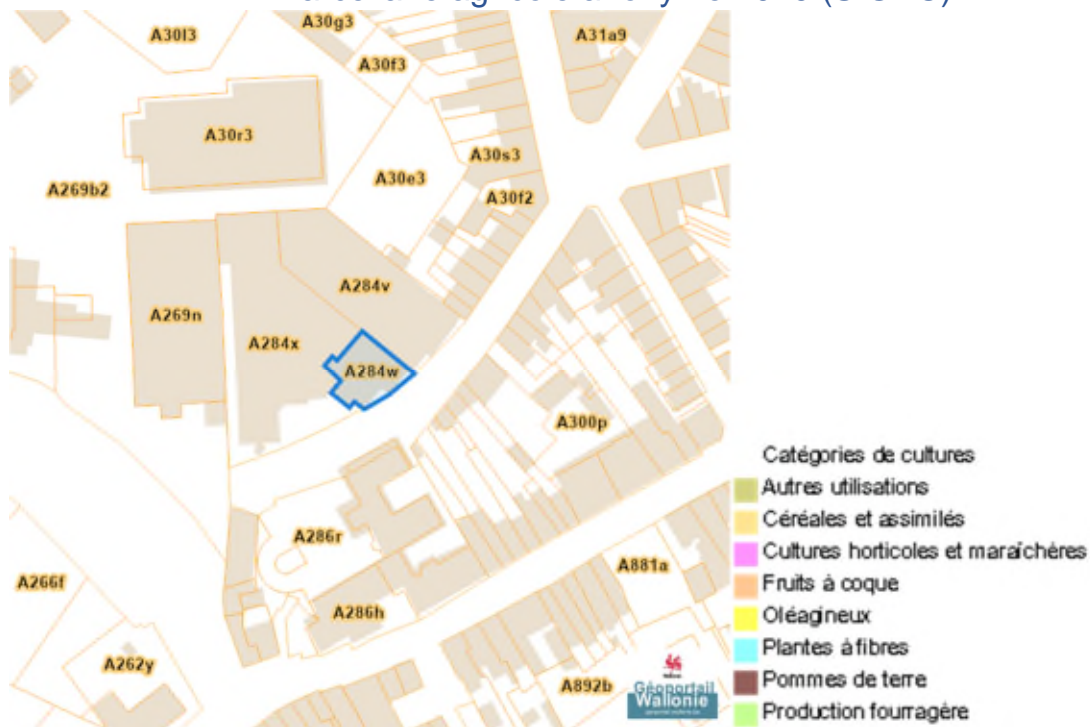 A30l3
A30g3
A31a9
A30f3
A30r3
A30s3
A30e3
A269b2
A30f2
A284v
A269n
A284x
A284w
A300p
Catégories de cultures
Autres utilisations
Céréales et assimilés
A286r
Cultures horticoles et maraîchères
A881a
A266f
Fruits à coque
A286h
Oléagineux
Plantes à fibres
A262y
Pommes de terre
A892b
Géoportail
Wallonie
Production fourragère